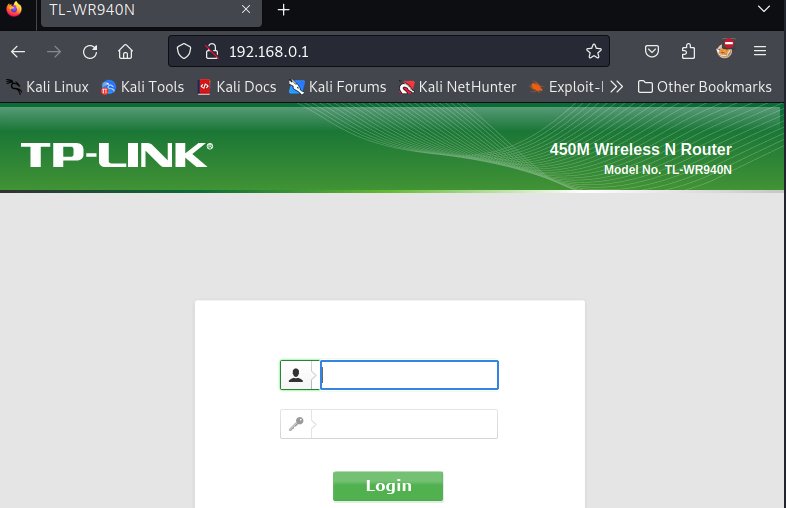 TL-WR940N
192.168.0.1
Kali Linux Kali Tools Kali Docs Kali Forums Kali NetHunter Exploit- Other Bookmarks
TP-LINK®
450M Wireless N Router
Model No. TL-WR940N
Login